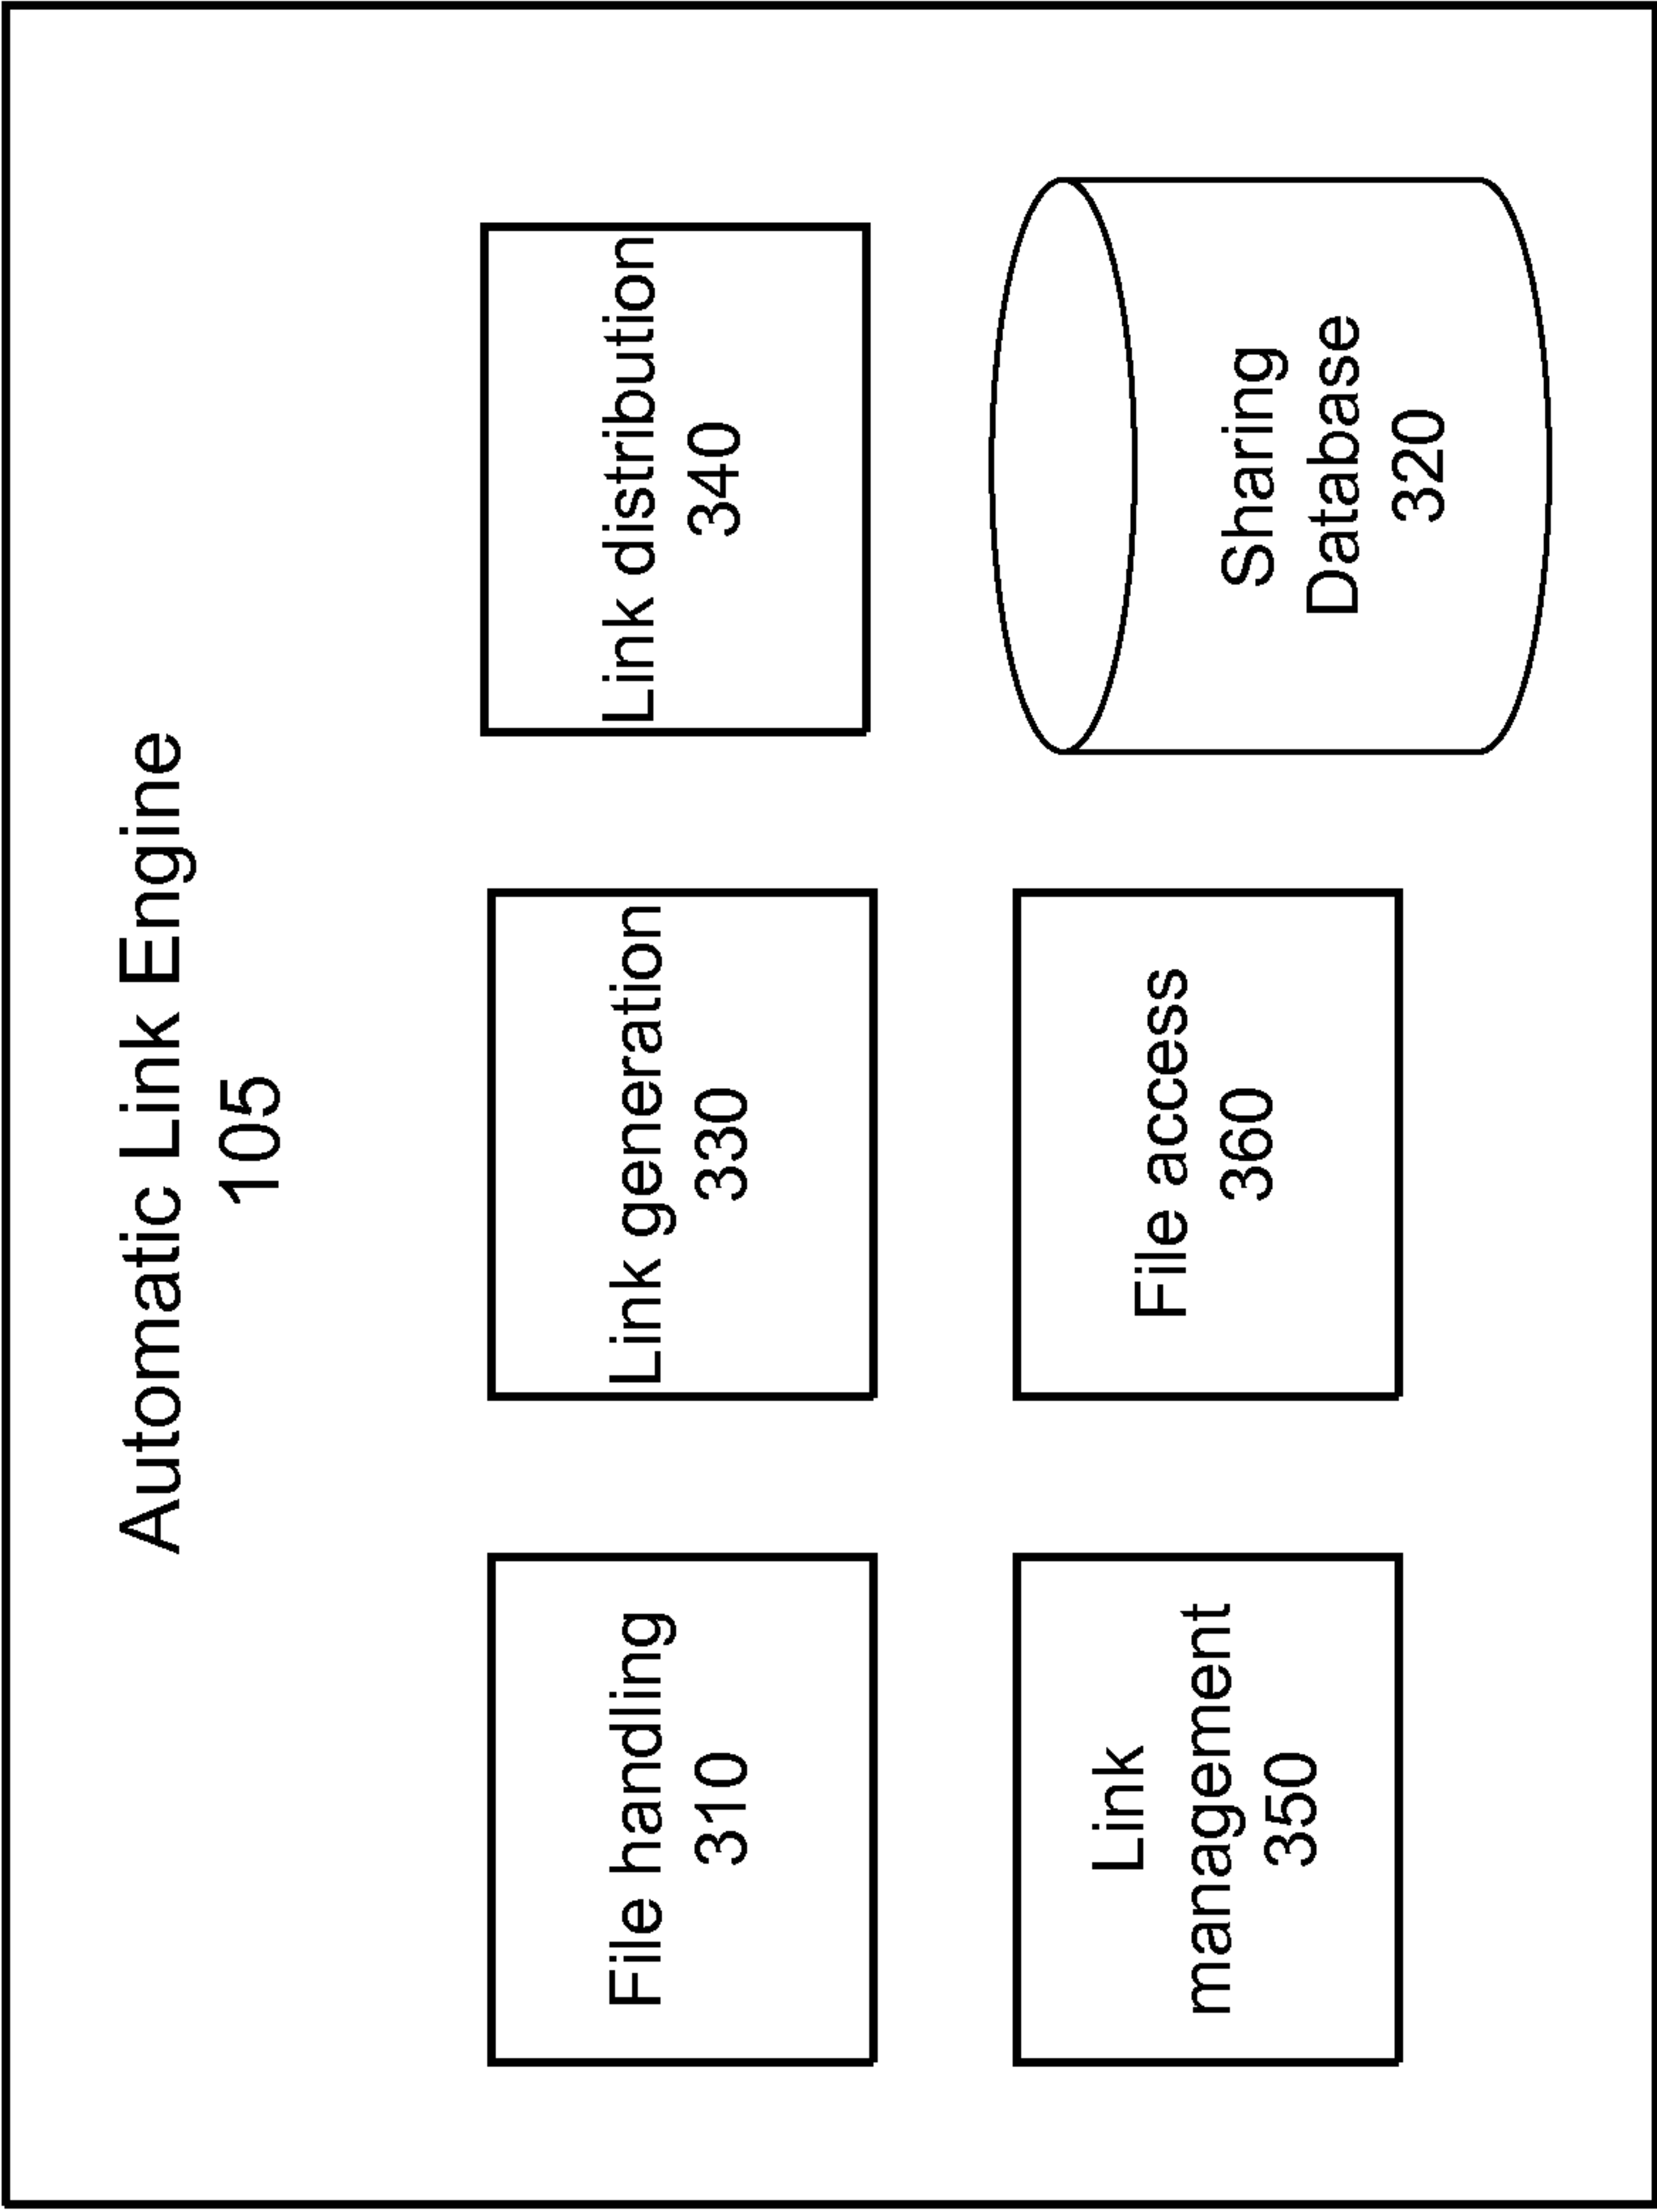 Automatic Link Engine
105
File handling
310
Link generation
330
Link distribution
340
Link
management
350
File access
360
Sharing
Database
320